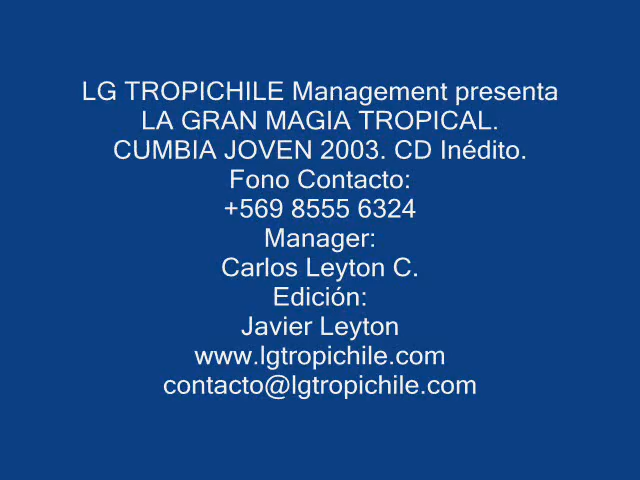 LG TROPICHILE Management presenta
LA GRAN MAGIA TROPICAL.
CUMBIA JOVEN 2003. CD Inédito.
Fono Contacto:
+569 8555 6324
Manager:
Carlos Leyton C.
Edición:
Javier Leyton
www.lgtropichile.com
contacto@lgtropichile.com